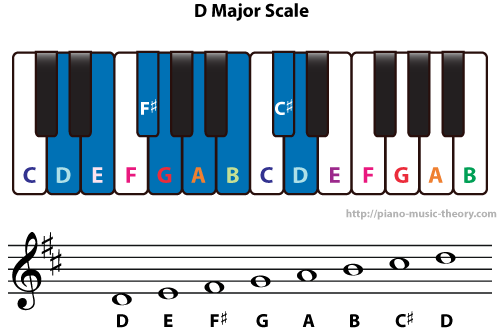 D Major Scale
F♯ C♯
C D E F G A B C D E F G A B
http://piano-music-theory.com
D E F♯ G A B C♯ D